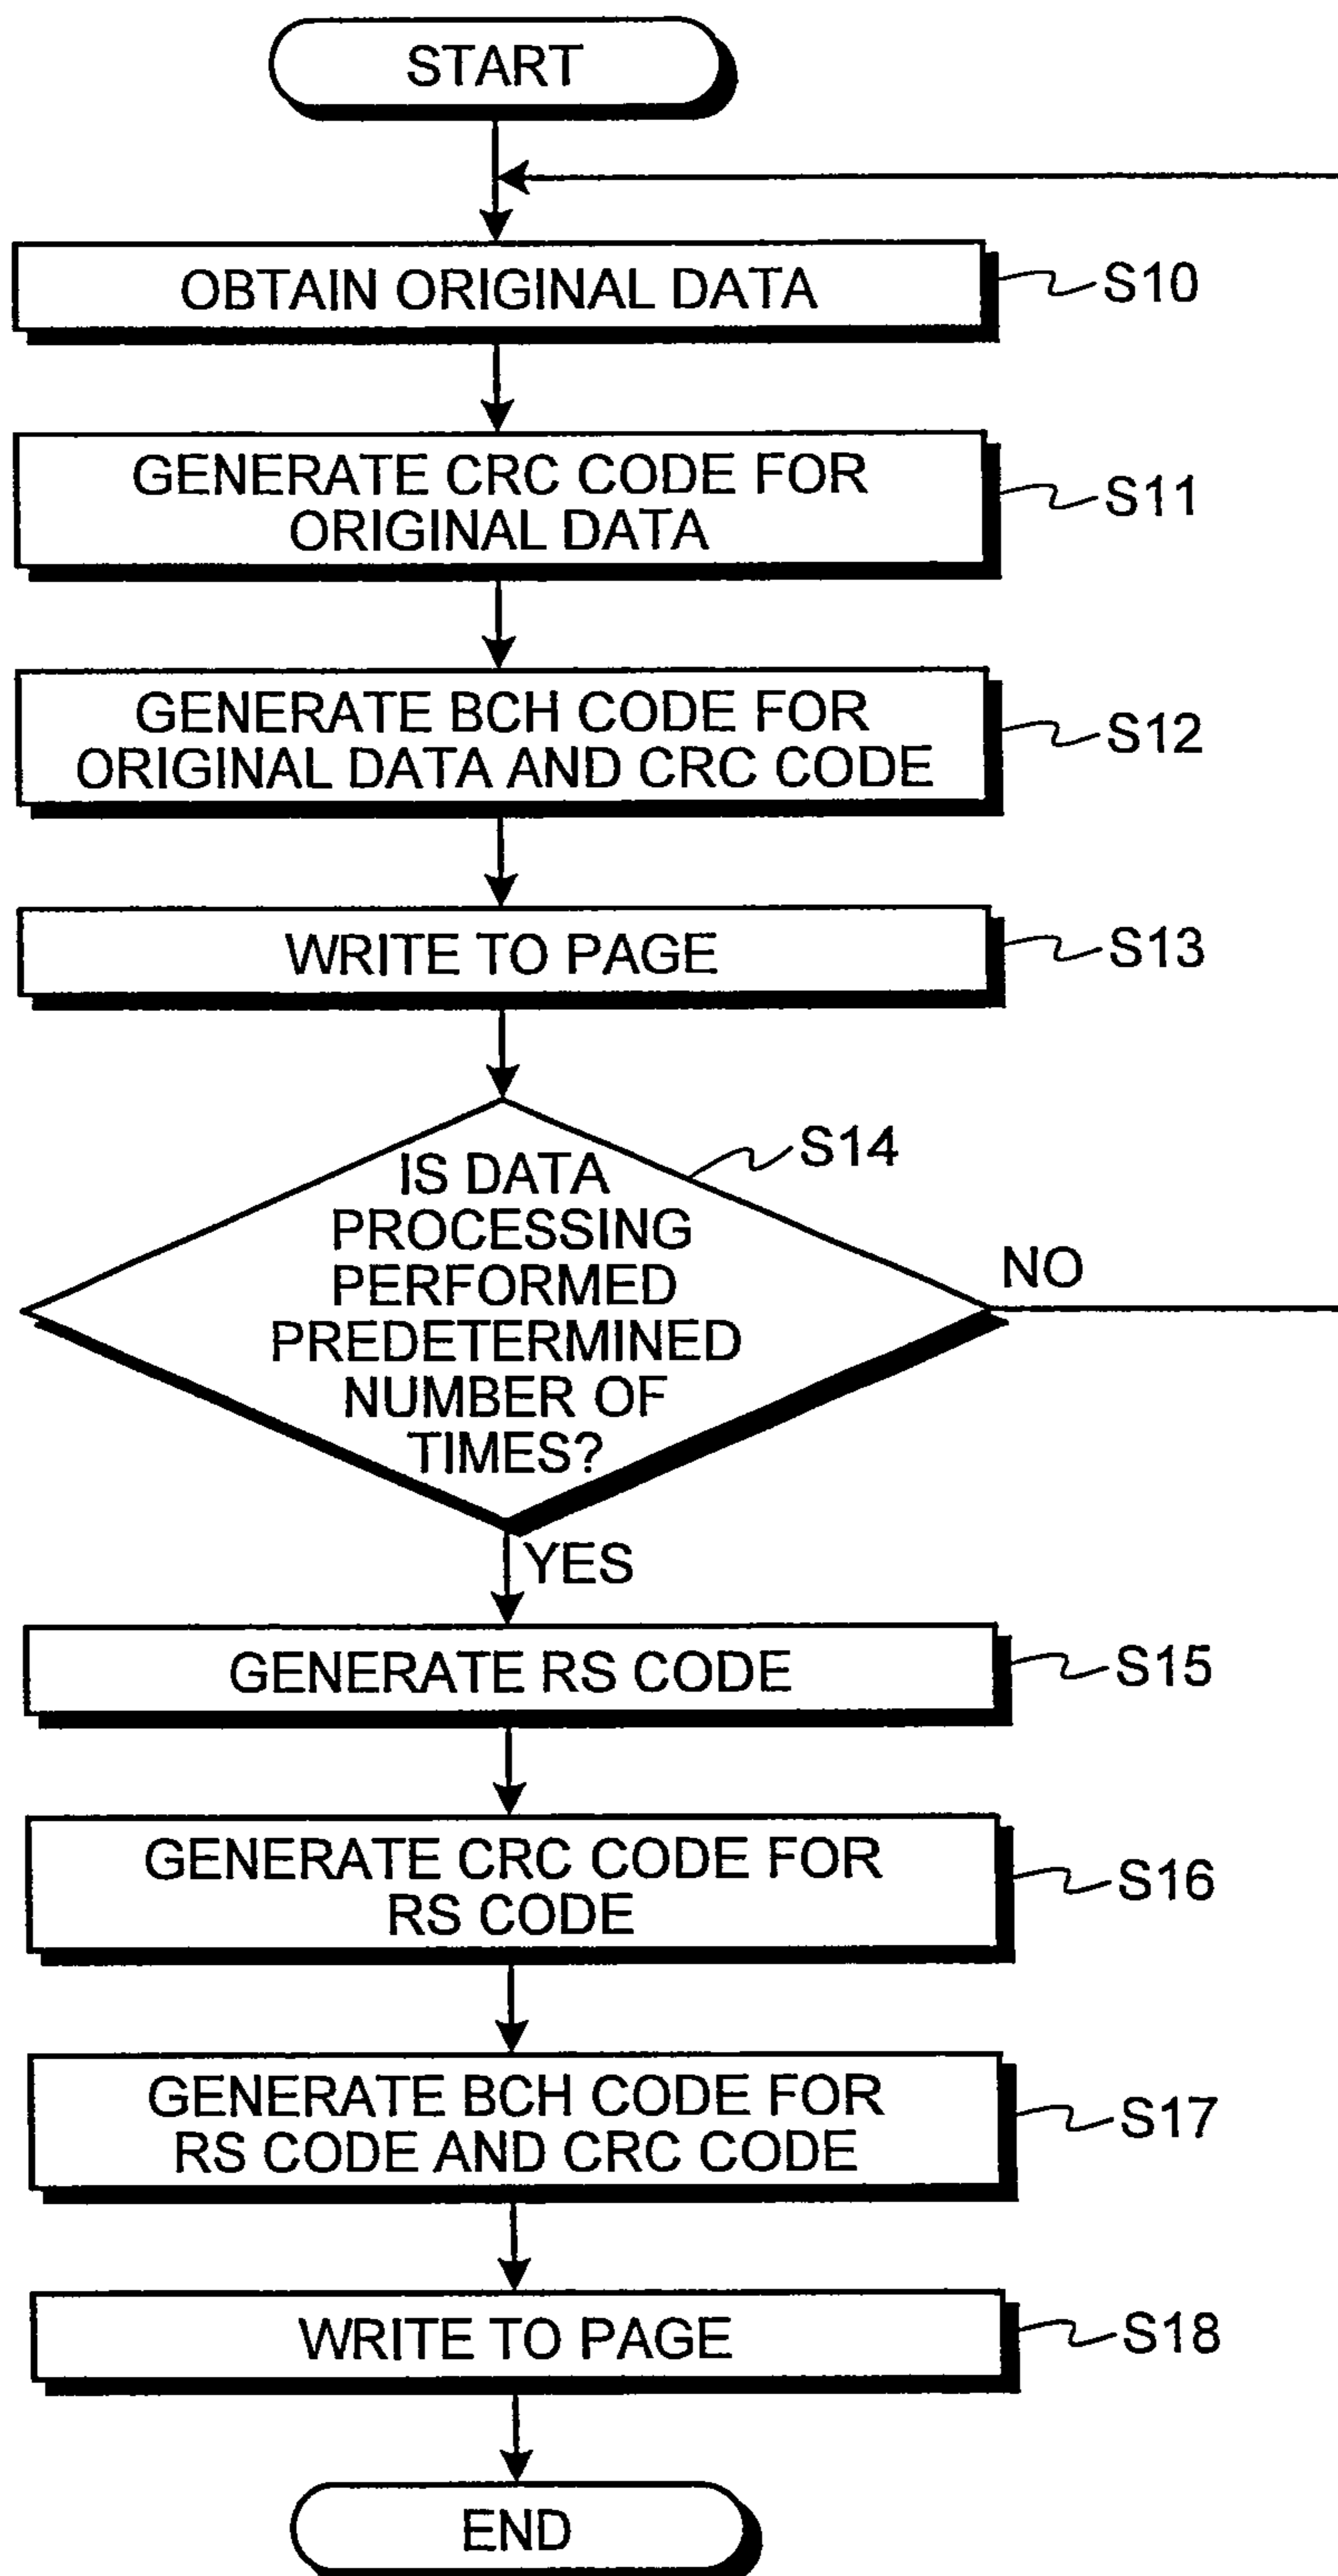 START
OBTAIN ORIGINAL DATA
S10
GENERATE CRC CODE FOR
ORIGINAL DATA
S11
GENERATE BCH CODE FOR
ORIGINAL DATA AND CRC CODE
S12
WRITE TO PAGE
S13
IS DATA
PROCESSING
PERFORMED
PREDETERMINED
NUMBER OF
TIMES?
S14
NO
YES
GENERATE RS CODE
S15
GENERATE CRC CODE FOR
RS CODE
S16
GENERATE BCH CODE FOR
RS CODE AND CRC CODE
S17
WRITE TO PAGE
S18
END